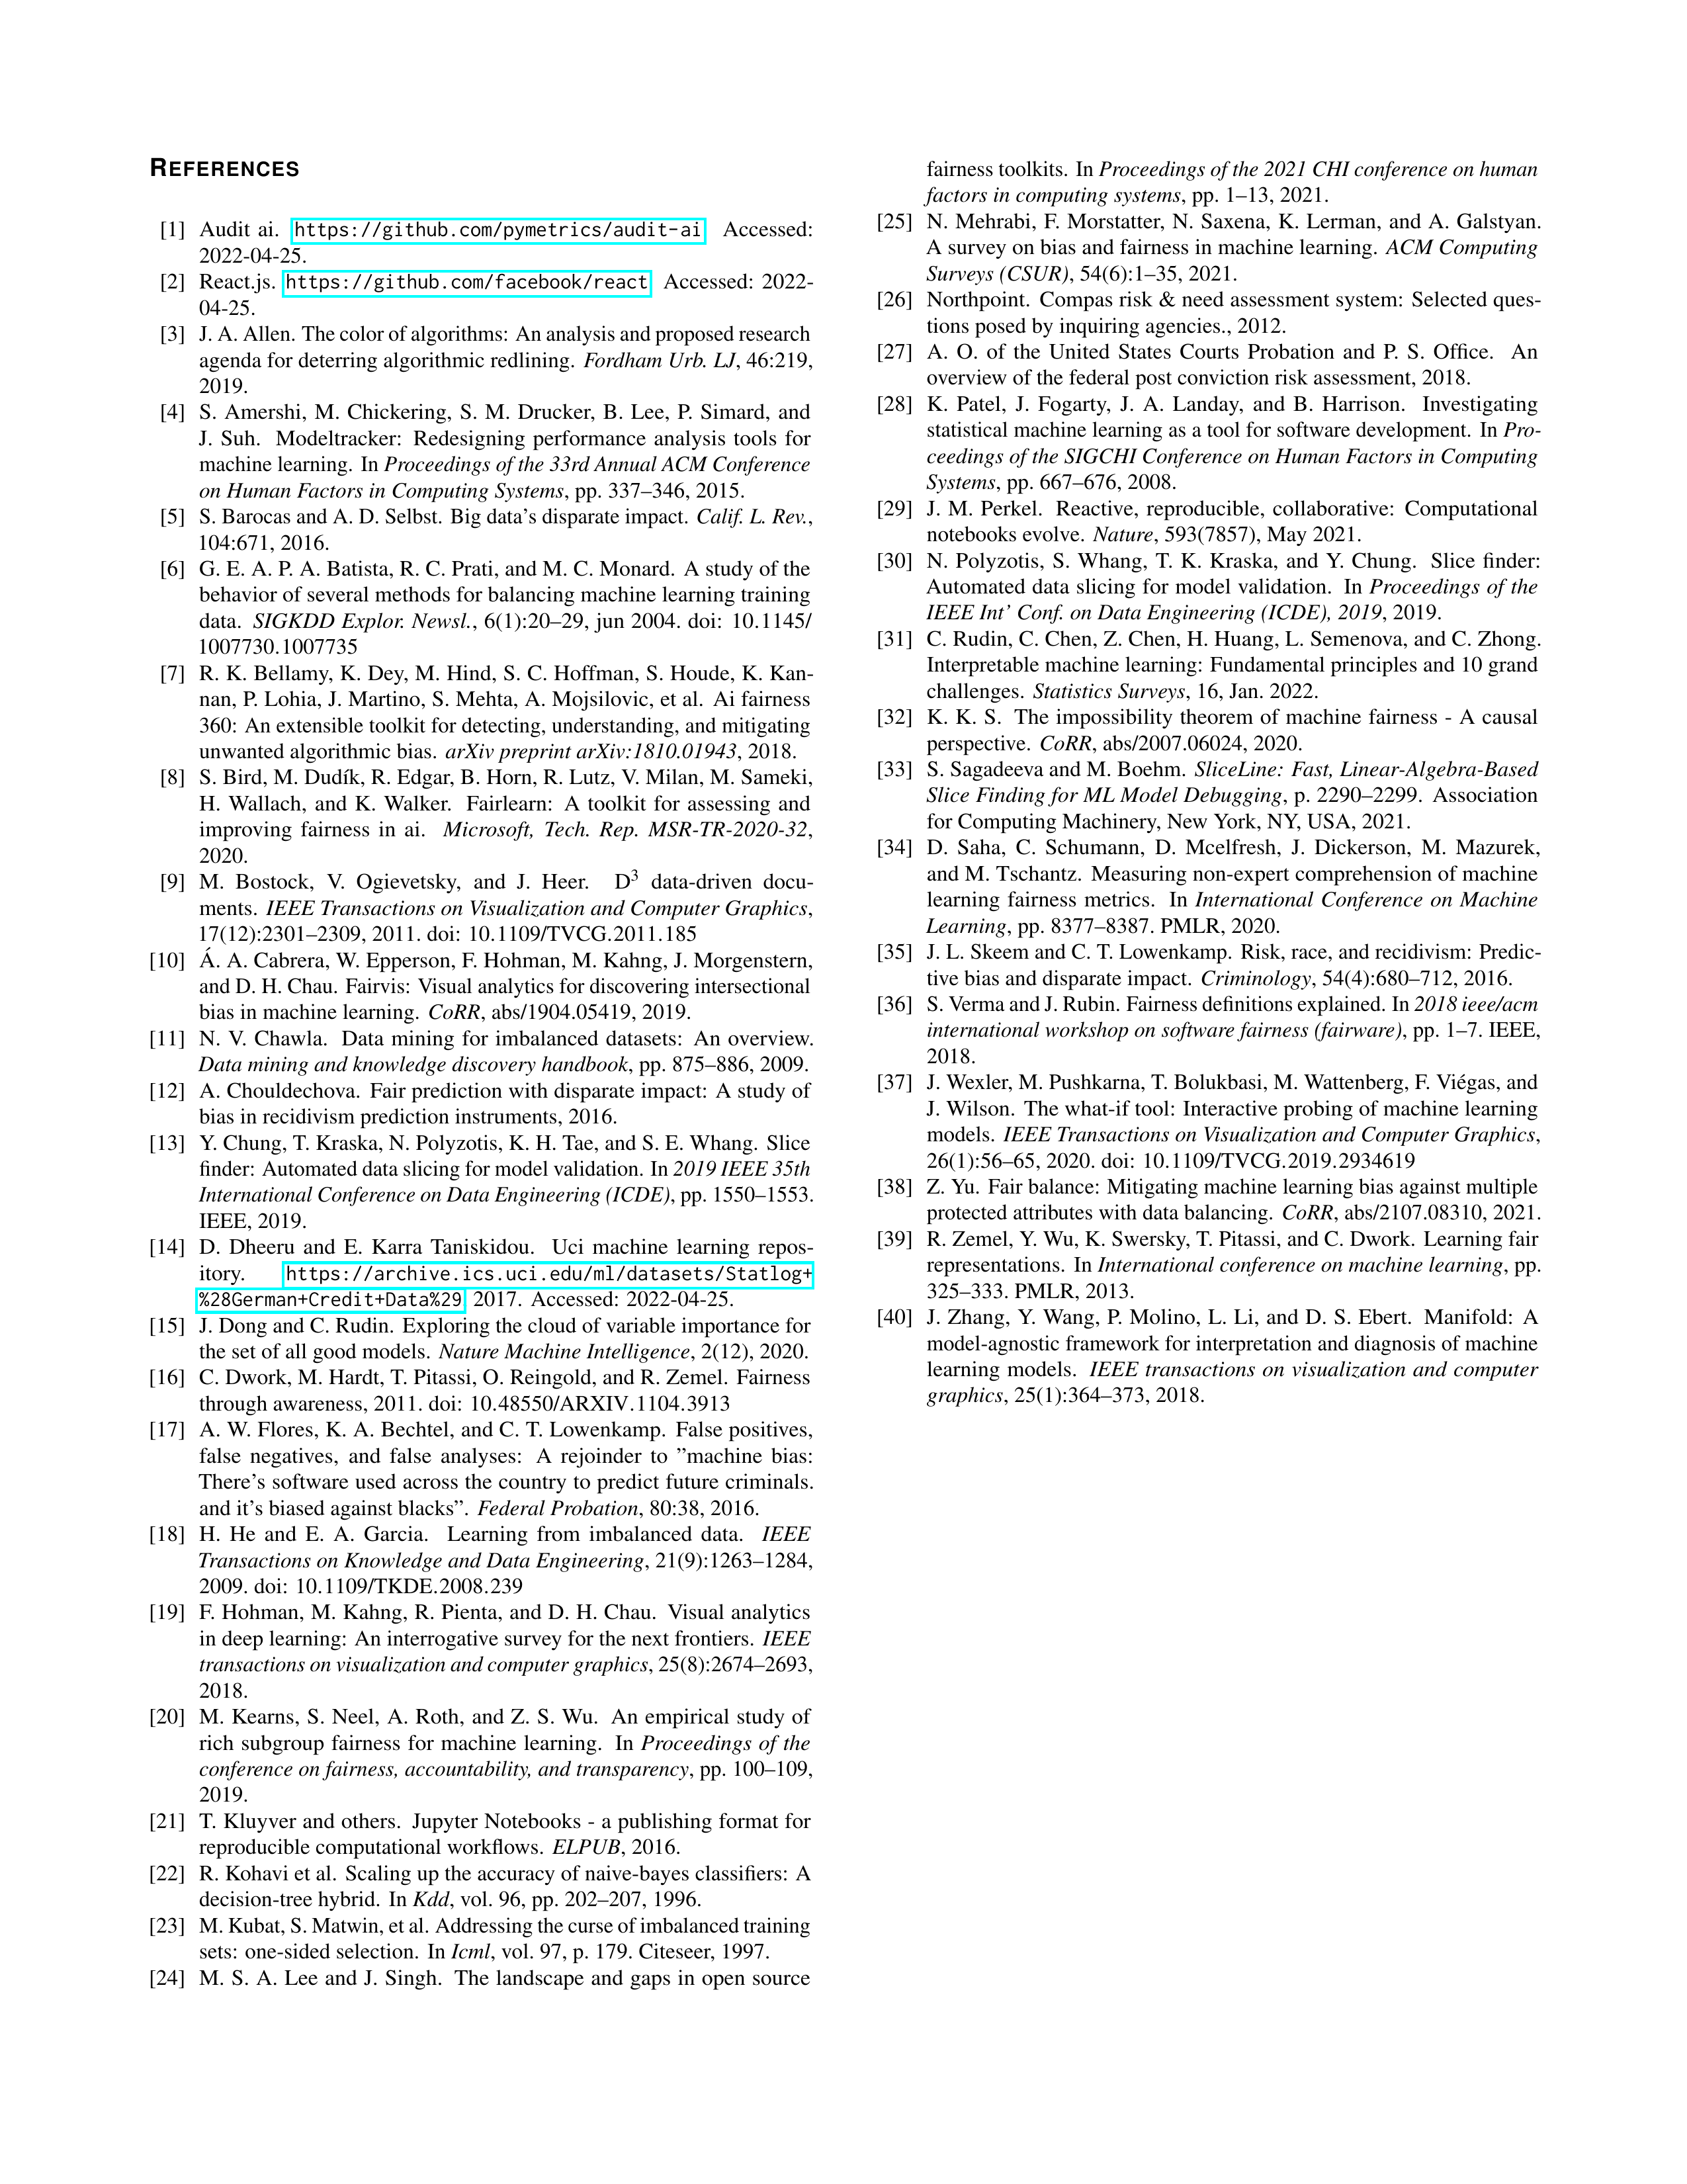 REFERENCES
[1] Audit ai. https://github.com/pymetrics/audit-ai Accessed:
2022-04-25.
[2] React.js. https://github.com/facebook/react Accessed: 2022-
04-25.
[3] J. A. Allen. The color of algorithms: An analysis and proposed research
agenda for deterring algorithmic redlining. Fordham Urb. LJ, 46:219,
2019.
[4] S. Amershi, M. Chickering, S. M. Drucker, B. Lee, P. Simard, and
J. Suh. Modeltracker: Redesigning performance analysis tools for
machine learning. In Proceedings of the 33rd Annual ACM Conference
on Human Factors in Computing Systems, pp. 337–346, 2015.
[5] S. Barocas and A. D. Selbst. Big data's disparate impact. Calif. L. Rev.,
104:671, 2016.
[6] G. E. A. P. A. Batista, R. C. Prati, and M. C. Monard. A study of the
behavior of several methods for balancing machine learning training
data. SIGKDD Explor. Newsl., 6(1):20–29, jun 2004. doi: 10.1145/
1007730.1007735
[7] R. K. Bellamy, K. Dey, M. Hind, S. C. Hoffman, S. Houde, K. Kan-
nan, P. Lohia, J. Martino, S. Mehta, A. Mojsilovic, et al. Ai fairness
360: An extensible toolkit for detecting, understanding, and mitigating
unwanted algorithmic bias. arXiv preprint arXiv:1810.01943, 2018.
[8] S. Bird, M. Dudík, R. Edgar, B. Horn, R. Lutz, V. Milan, M. Sameki,
H. Wallach, and K. Walker. Fairlearn: A toolkit for assessing and
improving fairness in ai. Microsoft, Tech. Rep. MSR-TR-2020-32,
2020.
[9] M. Bostock, V. Ogievetsky, and J. Heer. D³ data-driven docu-
ments. IEEE Transactions on Visualization and Computer Graphics,
17(12):2301–2309, 2011. doi: 10.1109/TVCG.2011.185
[10] Á. A. Cabrera, W. Epperson, F. Hohman, M. Kahng, J. Morgenstern,
and D. H. Chau. Fairvis: Visual analytics for discovering intersectional
bias in machine learning. CoRR, abs/1904.05419, 2019.
[11] N. V. Chawla. Data mining for imbalanced datasets: An overview.
Data mining and knowledge discovery handbook, pp. 875–886, 2009.
[12] A. Chouldechova. Fair prediction with disparate impact: A study of
bias in recidivism prediction instruments, 2016.
[13] Y. Chung, T. Kraska, N. Polyzotis, K. H. Tae, and S. E. Whang. Slice
finder: Automated data slicing for model validation. In 2019 IEEE 35th
International Conference on Data Engineering (ICDE), pp. 1550–1553.
IEEE, 2019.
[14] D. Dheeru and E. Karra Taniskidou. Uci machine learning repos-
itory. https://archive.ics.uci.edu/ml/datasets/Statlog+
%28German+Credit+Data%29 2017. Accessed: 2022-04-25.
[15] J. Dong and C. Rudin. Exploring the cloud of variable importance for
the set of all good models. Nature Machine Intelligence, 2(12), 2020.
[16] C. Dwork, M. Hardt, T. Pitassi, O. Reingold, and R. Zemel. Fairness
through awareness, 2011. doi: 10.48550/ARXIV.1104.3913
[17] A. W. Flores, K. A. Bechtel, and C. T. Lowenkamp. False positives,
false negatives, and false analyses: A rejoinder to ”machine bias:
There's software used across the country to predict future criminals.
and it's biased against blacks”. Federal Probation, 80:38, 2016.
[18] H. He and E. A. Garcia. Learning from imbalanced data. IEEE
Transactions on Knowledge and Data Engineering, 21(9):1263–1284,
2009. doi: 10.1109/TKDE.2008.239
[19] F. Hohman, M. Kahng, R. Pienta, and D. H. Chau. Visual analytics
in deep learning: An interrogative survey for the next frontiers. IEEE
transactions on visualization and computer graphics, 25(8):2674–2693,
2018.
[20] M. Kearns, S. Neel, A. Roth, and Z. S. Wu. An empirical study of
rich subgroup fairness for machine learning. In Proceedings of the
conference on fairness, accountability, and transparency, pp. 100–109,
2019.
[21] T. Kluyver and others. Jupyter Notebooks - a publishing format for
reproducible computational workflows. ELPUB, 2016.
[22] R. Kohavi et al. Scaling up the accuracy of naive-bayes classifiers: A
decision-tree hybrid. In Kdd, vol. 96, pp. 202–207, 1996.
[23] M. Kubat, S. Matwin, et al. Addressing the curse of imbalanced training
sets: one-sided selection. In Icml, vol. 97, p. 179. Citeseer, 1997.
[24] M. S. A. Lee and J. Singh. The landscape and gaps in open source
fairness toolkits. In Proceedings of the 2021 CHI conference on human
factors in computing systems, pp. 1–13, 2021.
[25] N. Mehrabi, F. Morstatter, N. Saxena, K. Lerman, and A. Galstyan.
A survey on bias and fairness in machine learning. ACM Computing
Surveys (CSUR), 54(6):1–35, 2021.
[26] Northpoint. Compas risk & need assessment system: Selected ques-
tions posed by inquiring agencies., 2012.
[27] A. O. of the United States Courts Probation and P. S. Office. An
overview of the federal post conviction risk assessment, 2018.
[28] K. Patel, J. Fogarty, J. A. Landay, and B. Harrison. Investigating
statistical machine learning as a tool for software development. In Pro-
ceedings of the SIGCHI Conference on Human Factors in Computing
Systems, pp. 667–676, 2008.
[29] J. M. Perkel. Reactive, reproducible, collaborative: Computational
notebooks evolve. Nature, 593(7857), May 2021.
[30] N. Polyzotis, S. Whang, T. K. Kraska, and Y. Chung. Slice finder:
Automated data slicing for model validation. In Proceedings of the
IEEE Int' Conf. on Data Engineering (ICDE), 2019, 2019.
[31] C. Rudin, C. Chen, Z. Chen, H. Huang, L. Semenova, and C. Zhong.
Interpretable machine learning: Fundamental principles and 10 grand
challenges. Statistics Surveys, 16, Jan. 2022.
[32] K. K. S. The impossibility theorem of machine fairness - A causal
perspective. CoRR, abs/2007.06024, 2020.
[33] S. Sagadeeva and M. Boehm. SliceLine: Fast, Linear-Algebra-Based
Slice Finding for ML Model Debugging, p. 2290–2299. Association
for Computing Machinery, New York, NY, USA, 2021.
[34] D. Saha, C. Schumann, D. Mcelfresh, J. Dickerson, M. Mazurek,
and M. Tschantz. Measuring non-expert comprehension of machine
learning fairness metrics. In International Conference on Machine
Learning, pp. 8377–8387. PMLR, 2020.
[35] J. L. Skeem and C. T. Lowenkamp. Risk, race, and recidivism: Predic-
tive bias and disparate impact. Criminology, 54(4):680–712, 2016.
[36] S. Verma and J. Rubin. Fairness definitions explained. In 2018 ieee/acm
international workshop on software fairness (fairware), pp. 1–7. IEEE,
2018.
[37] J. Wexler, M. Pushkarna, T. Bolukbasi, M. Wattenberg, F. Viégas, and
J. Wilson. The what-if tool: Interactive probing of machine learning
models. IEEE Transactions on Visualization and Computer Graphics,
26(1):56–65, 2020. doi: 10.1109/TVCG.2019.2934619
[38] Z. Yu. Fair balance: Mitigating machine learning bias against multiple
protected attributes with data balancing. CoRR, abs/2107.08310, 2021.
[39] R. Zemel, Y. Wu, K. Swersky, T. Pitassi, and C. Dwork. Learning fair
representations. In International conference on machine learning, pp.
325–333. PMLR, 2013.
[40] J. Zhang, Y. Wang, P. Molino, L. Li, and D. S. Ebert. Manifold: A
model-agnostic framework for interpretation and diagnosis of machine
learning models. IEEE transactions on visualization and computer
graphics, 25(1):364–373, 2018.